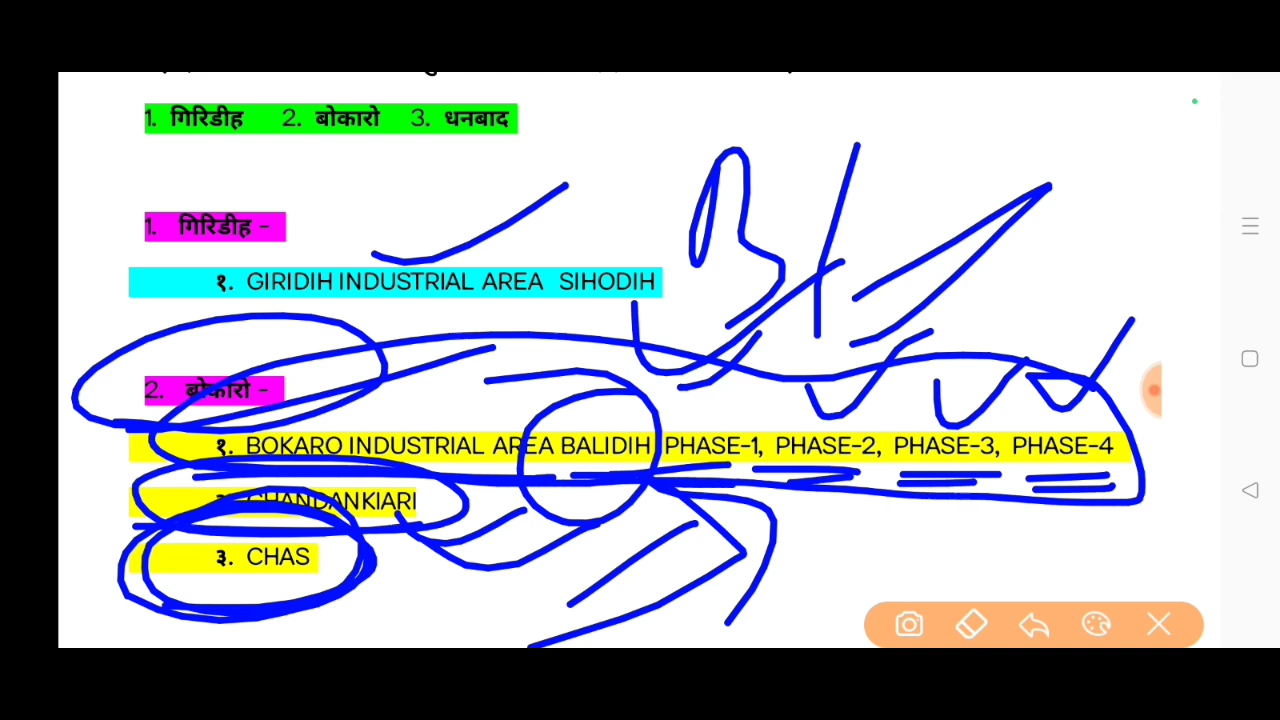 1. गिरिडीह 2. बोकारो 3. धनबाद
1. गिरिडीह -
१. GIRIDIH INDUSTRIAL AREA SIHODIH
2. बोकारो -
१. BOKARO INDUSTRIAL AREA BALIDIH PHASE-1, PHASE-2, PHASE-3, PHASE-4
CHANDANKIARI
३. CHAS